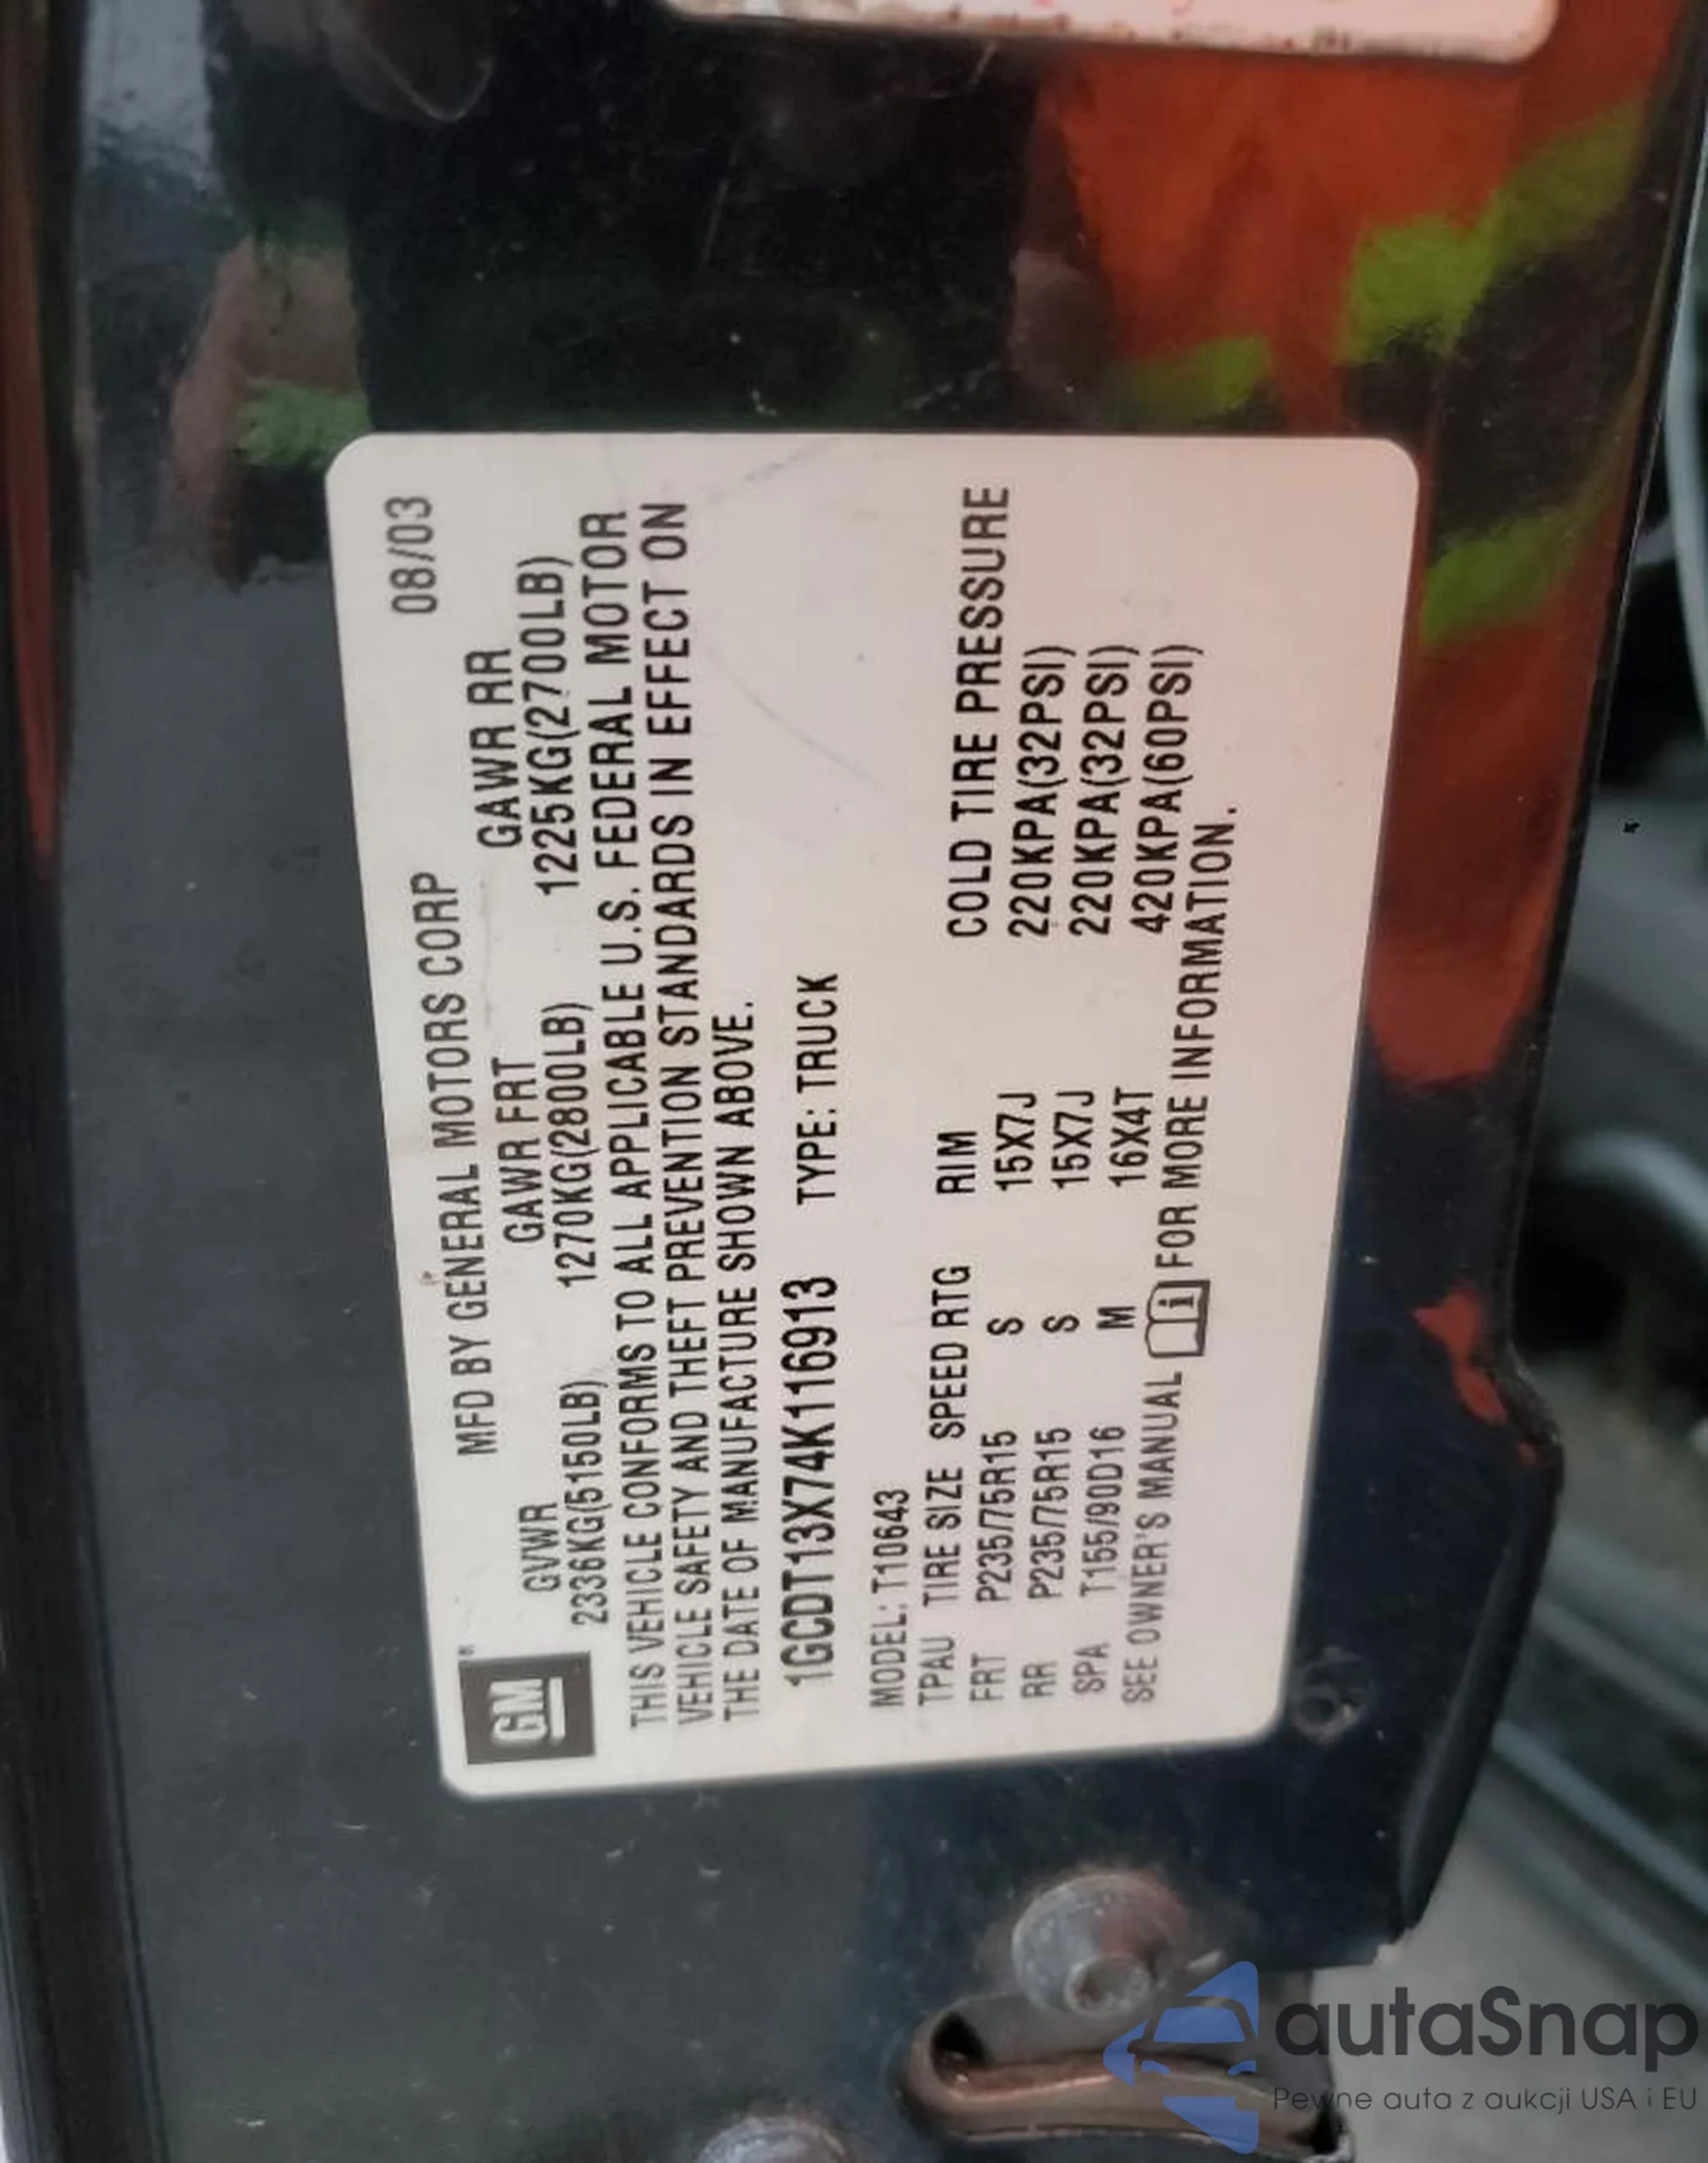 GM
MFD BY GENERAL MOTORS CORP 08/03
GVWR GAWR FRT GAWR RR
2336KG(5150LB) 1270KG(2800LB) 1225KG(2700LB)
THIS VEHICLE CONFORMS TO ALL APPLICABLE U.S. FEDERAL MOTOR
VEHICLE SAFETY AND THEFT PREVENTION STANDARDS IN EFFECT ON
THE DATE OF MANUFACTURE SHOWN ABOVE.
1GCDT13X74K116913 TYPE: TRUCK
MODEL: T10643
TPAU TIRE SIZE SPEED RTG RIM COLD TIRE PRESSURE
FRT P235/75R15 S 15X7J 220KPA(32PSI)
RR P235/75R15 S 15X7J 220KPA(32PSI)
SPA T155/90D16 M 16X4T 420KPA(60PSI)
SEE OWNER'S MANUAL i FOR MORE INFORMATION.
autaSnap
Pewne auta z aukcji USA i EU